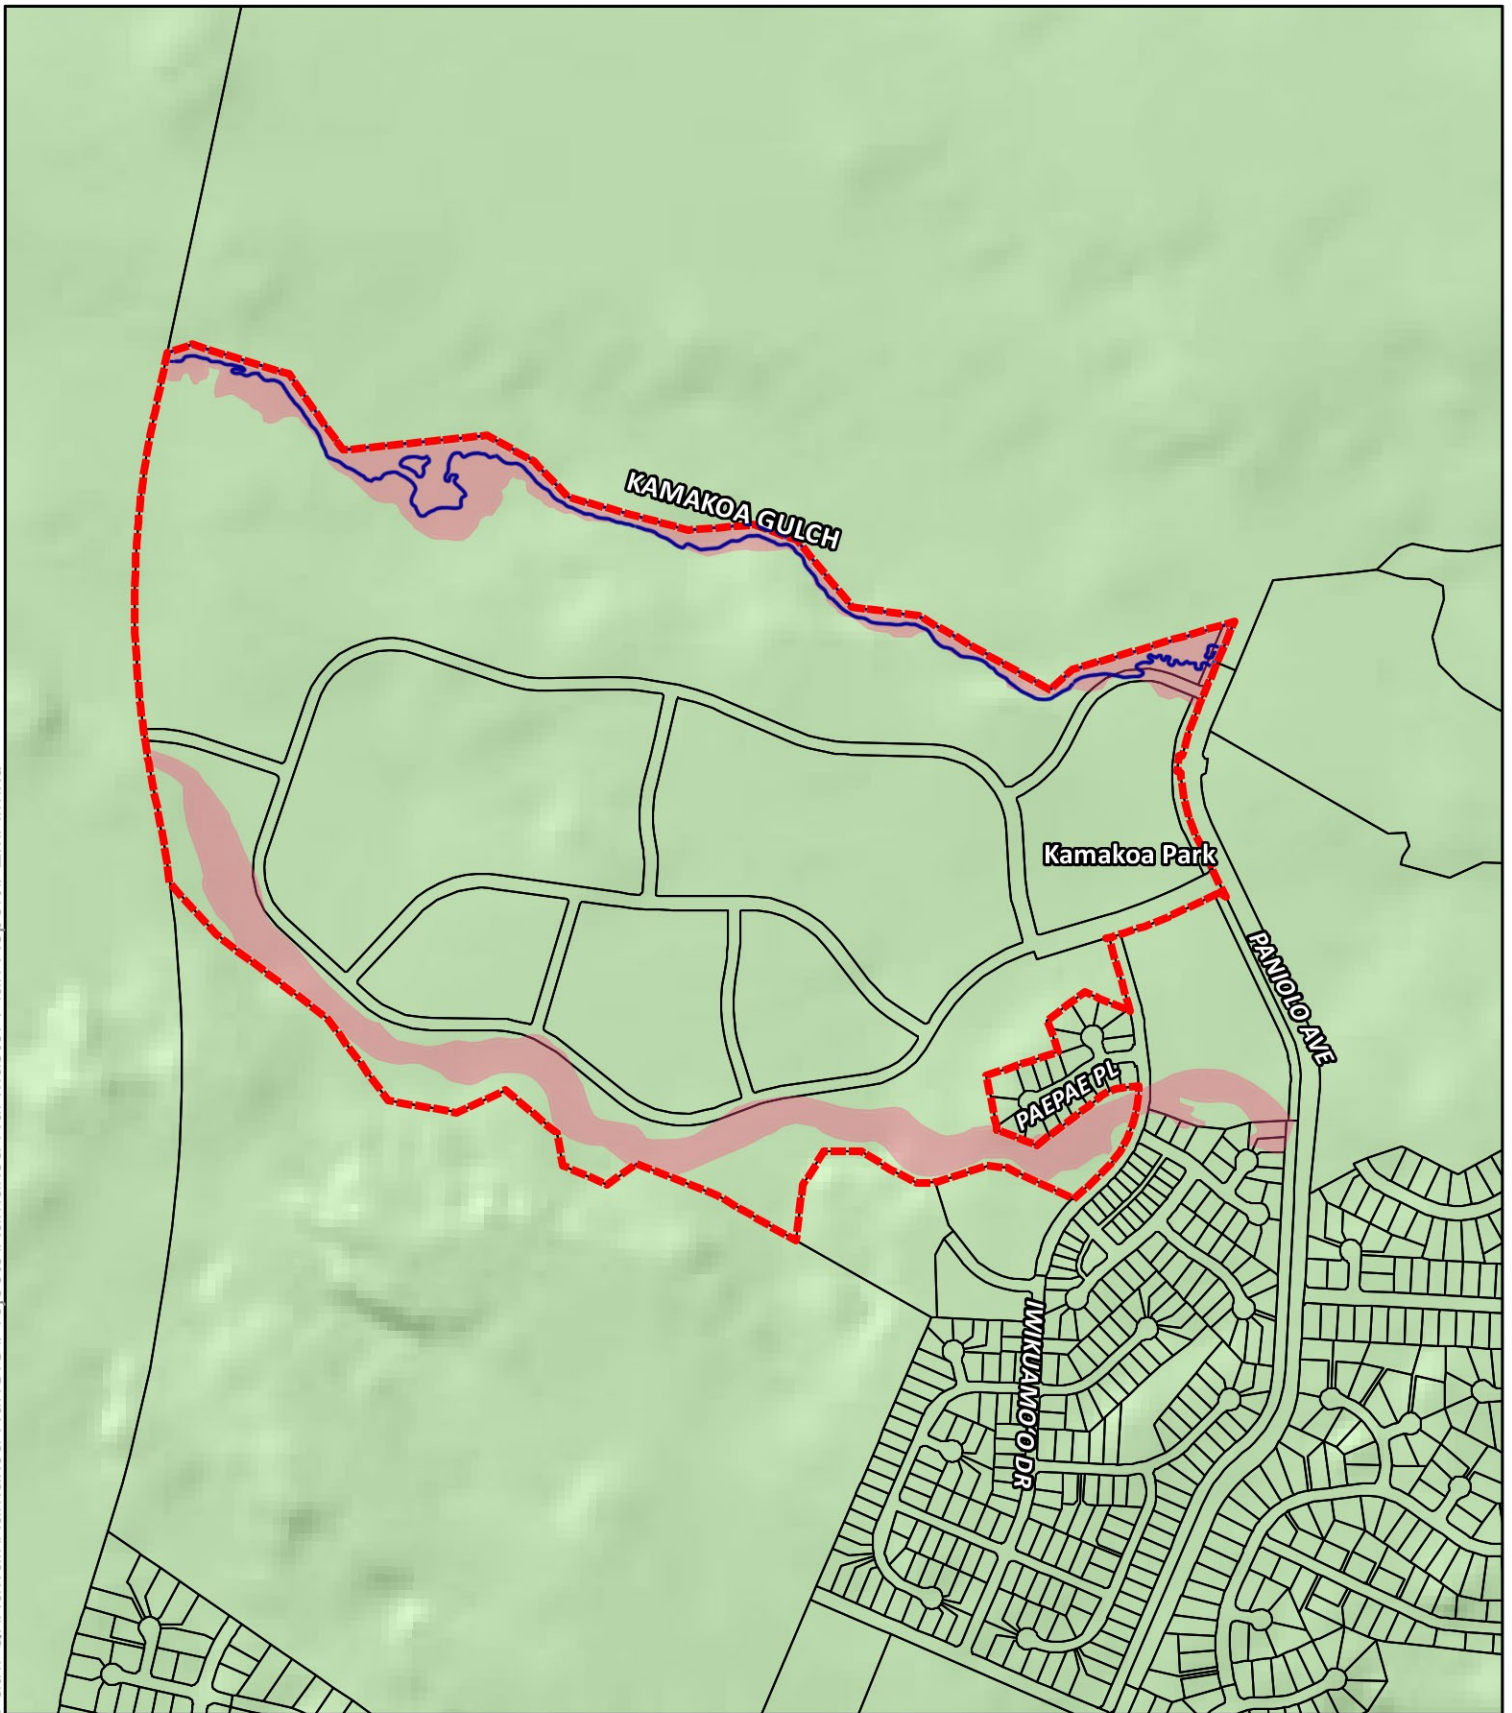 KAMAKOA GULCH
Kamakoa Park
PANIOLO AVE
PAEPAE PL
IWIKUAMO'O DR